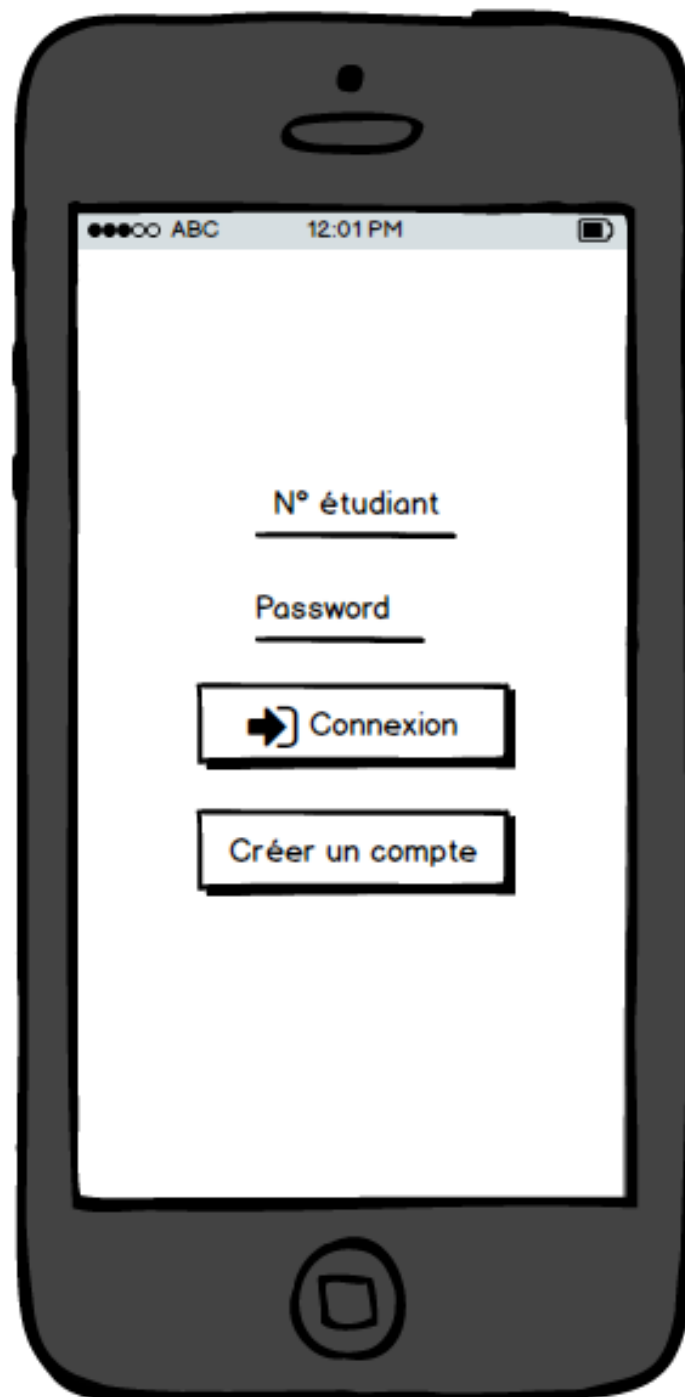 ABC 12:01 PM
N° étudiant
Password
Connexion
Créer un compte